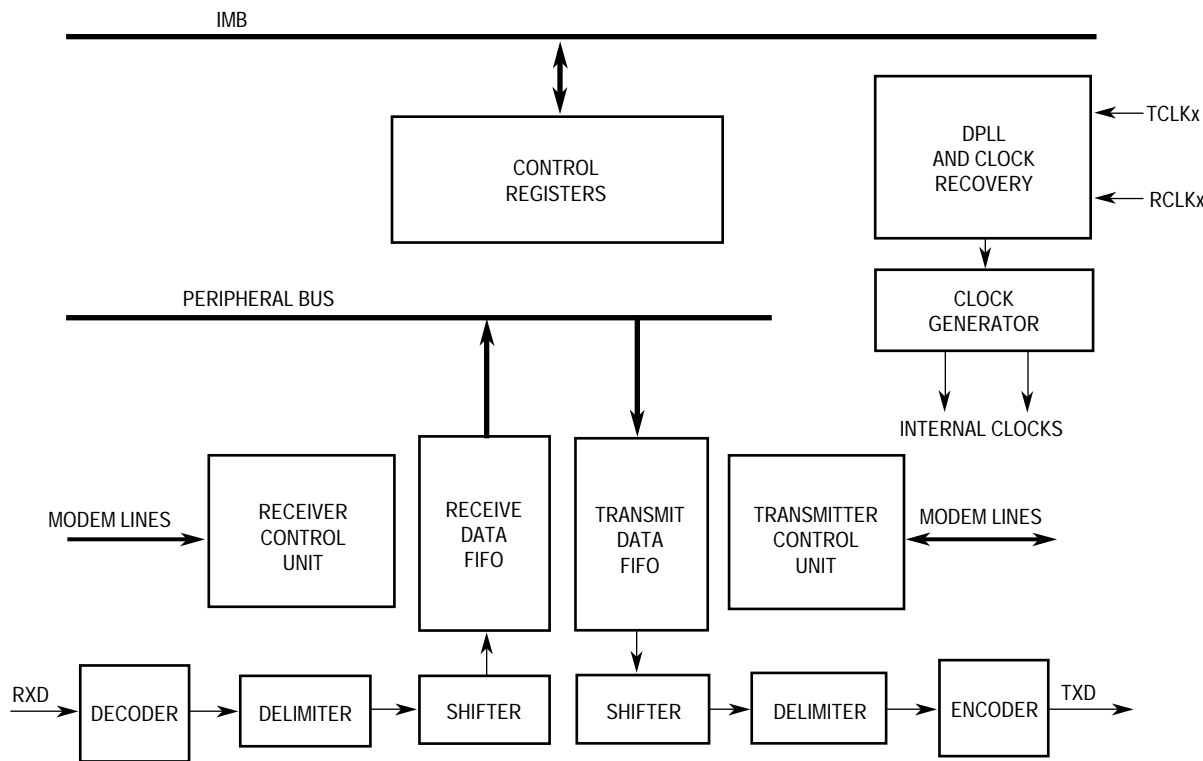 IMB
CONTROL
REGISTERS
DPLL
AND CLOCK
RECOVERY
TCLKx
RCLKx
CLOCK
GENERATOR
INTERNAL CLOCKS
PERIPHERAL BUS
MODEM LINES
RECEIVER
CONTROL
UNIT
RECEIVE
DATA
FIFO
TRANSMIT
DATA
FIFO
TRANSMITTER
CONTROL
UNIT
MODEM LINES
RXD
DECODER
DELIMITER
SHIFTER
SHIFTER
DELIMITER
ENCODER
TXD